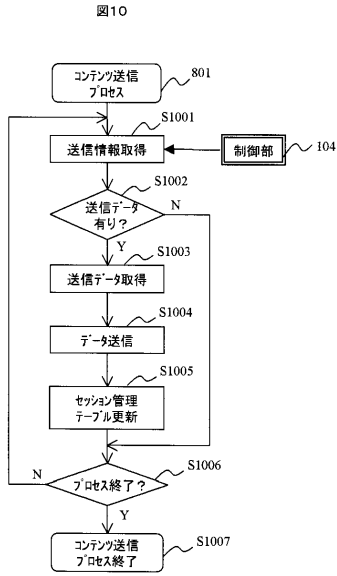 図10
コンテンツ送信
プロセス
801
S1001
送信情報取得
制御部
104
S1002
送信データ
有り？
N
Y
S1003
送信データ取得
S1004
データ送信
S1005
セッション管理
テーブル更新
S1006
N
プロセス終了？
Y
S1007
コンテンツ送信
プロセス終了